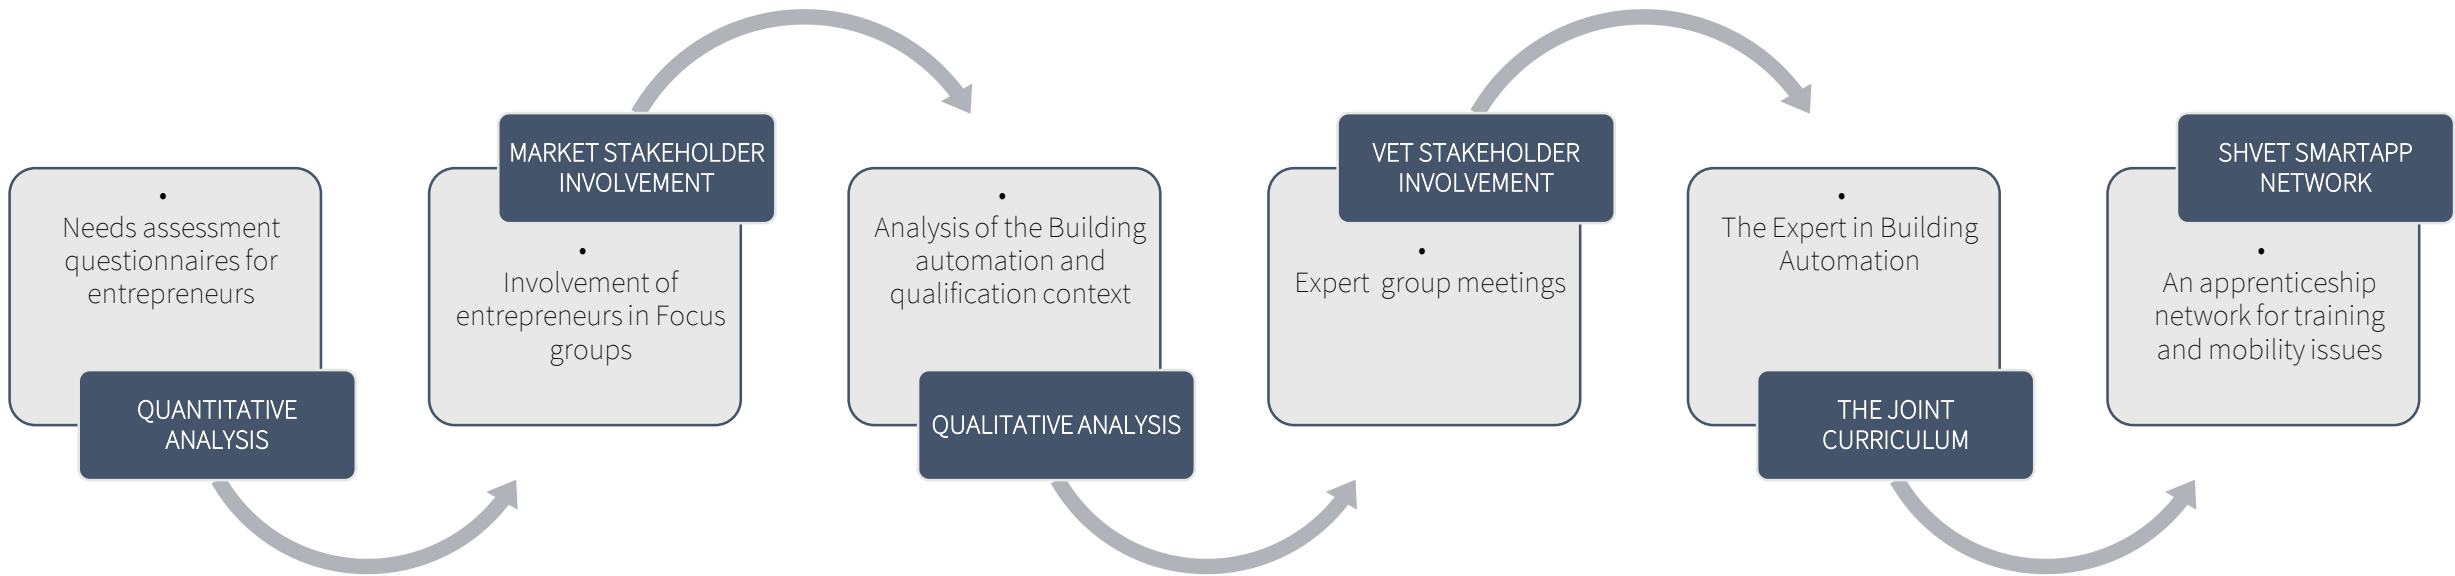 •
Needs assessment
questionnaires for
entrepreneurs
QUANTITATIVE
ANALYSIS
MARKET STAKEHOLDER
INVOLVEMENT
•
Involvement of
entrepreneurs in Focus
groups
•
Analysis of the Building
automation and
qualification context
QUALITATIVE ANALYSIS
VET STAKEHOLDER
INVOLVEMENT
•
Expert  group meetings
•
The Expert in Building
Automation
THE JOINT
CURRICULUM
SHVET SMARTAPP
NETWORK
•
An apprenticeship
network for training
and mobility issues